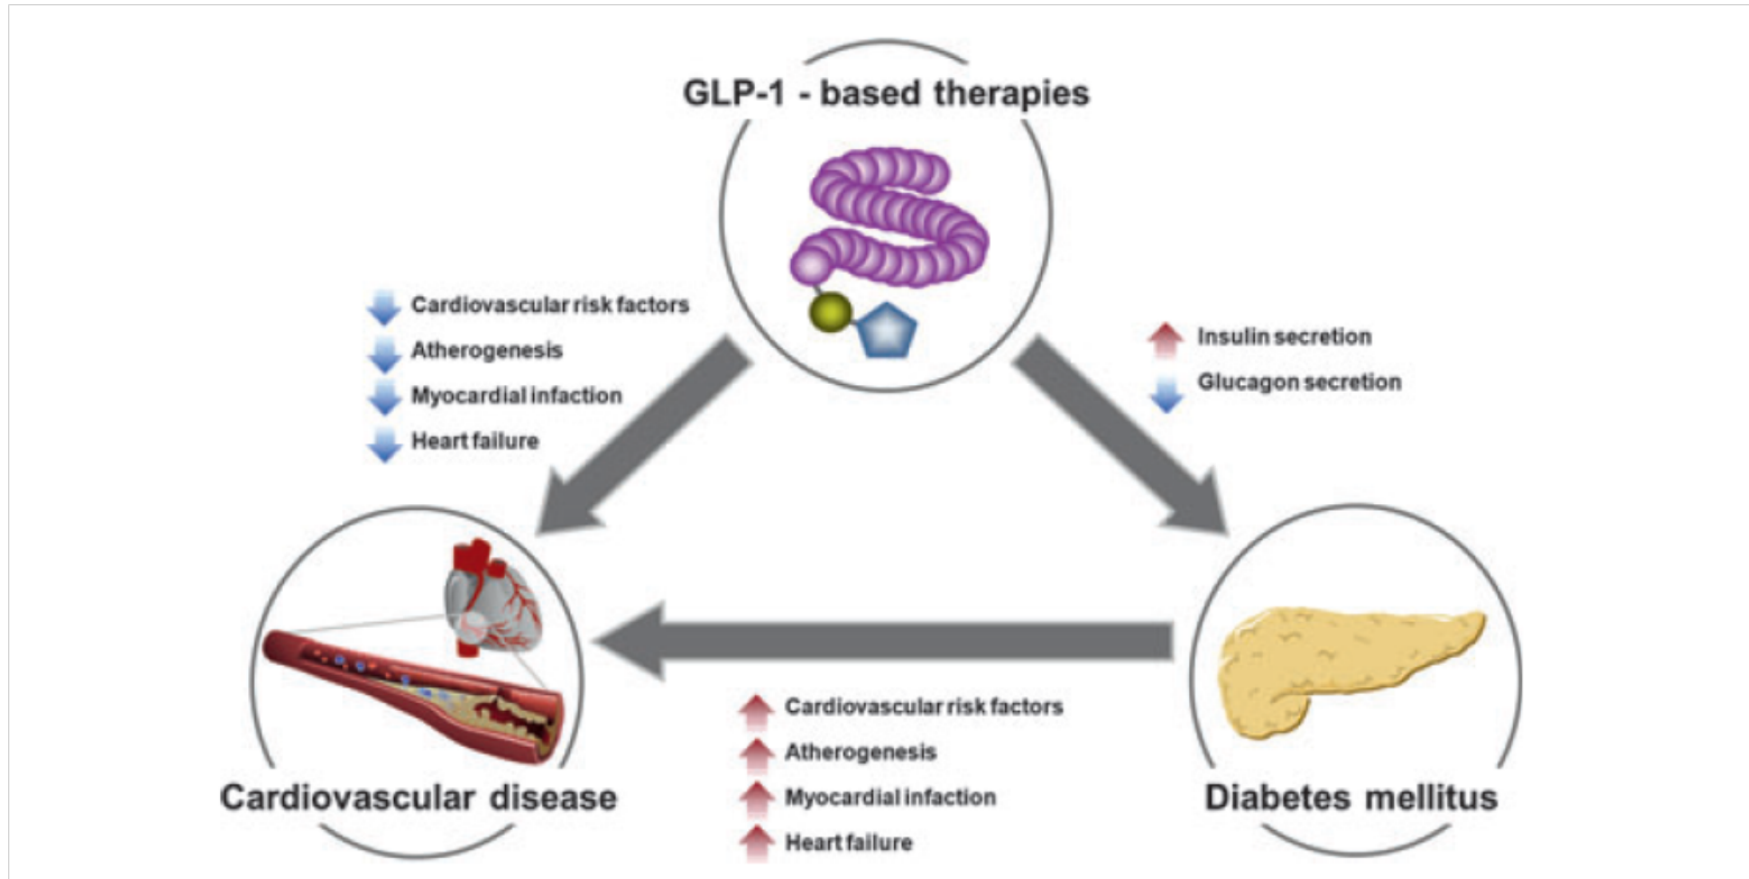 GLP-1 - based therapies
Cardiovascular risk factors
Atherogenesis
Myocardial infaction
Heart failure
Insulin secretion
Glucagon secretion
Cardiovascular risk factors
Atherogenesis
Myocardial infaction
Heart failure
Cardiovascular disease
Diabetes mellitus